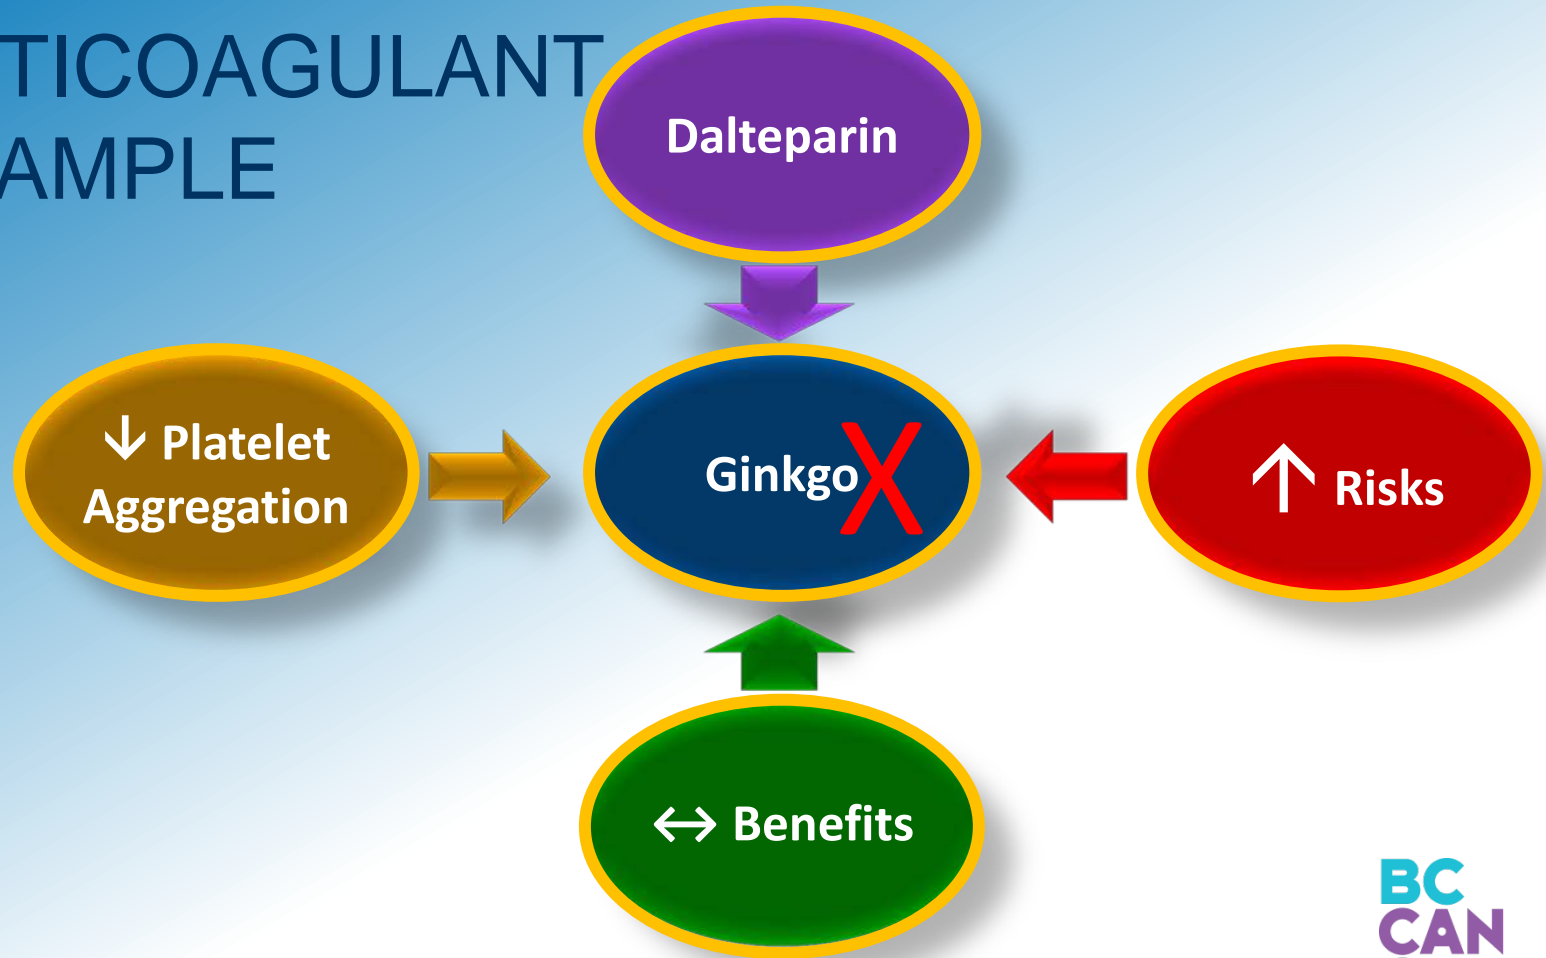 TICOAGULANT
AMPLE
Dalteparin
↓ Platelet
Aggregation
Ginkgo X
↑ Risks
↔ Benefits
BC
CAN